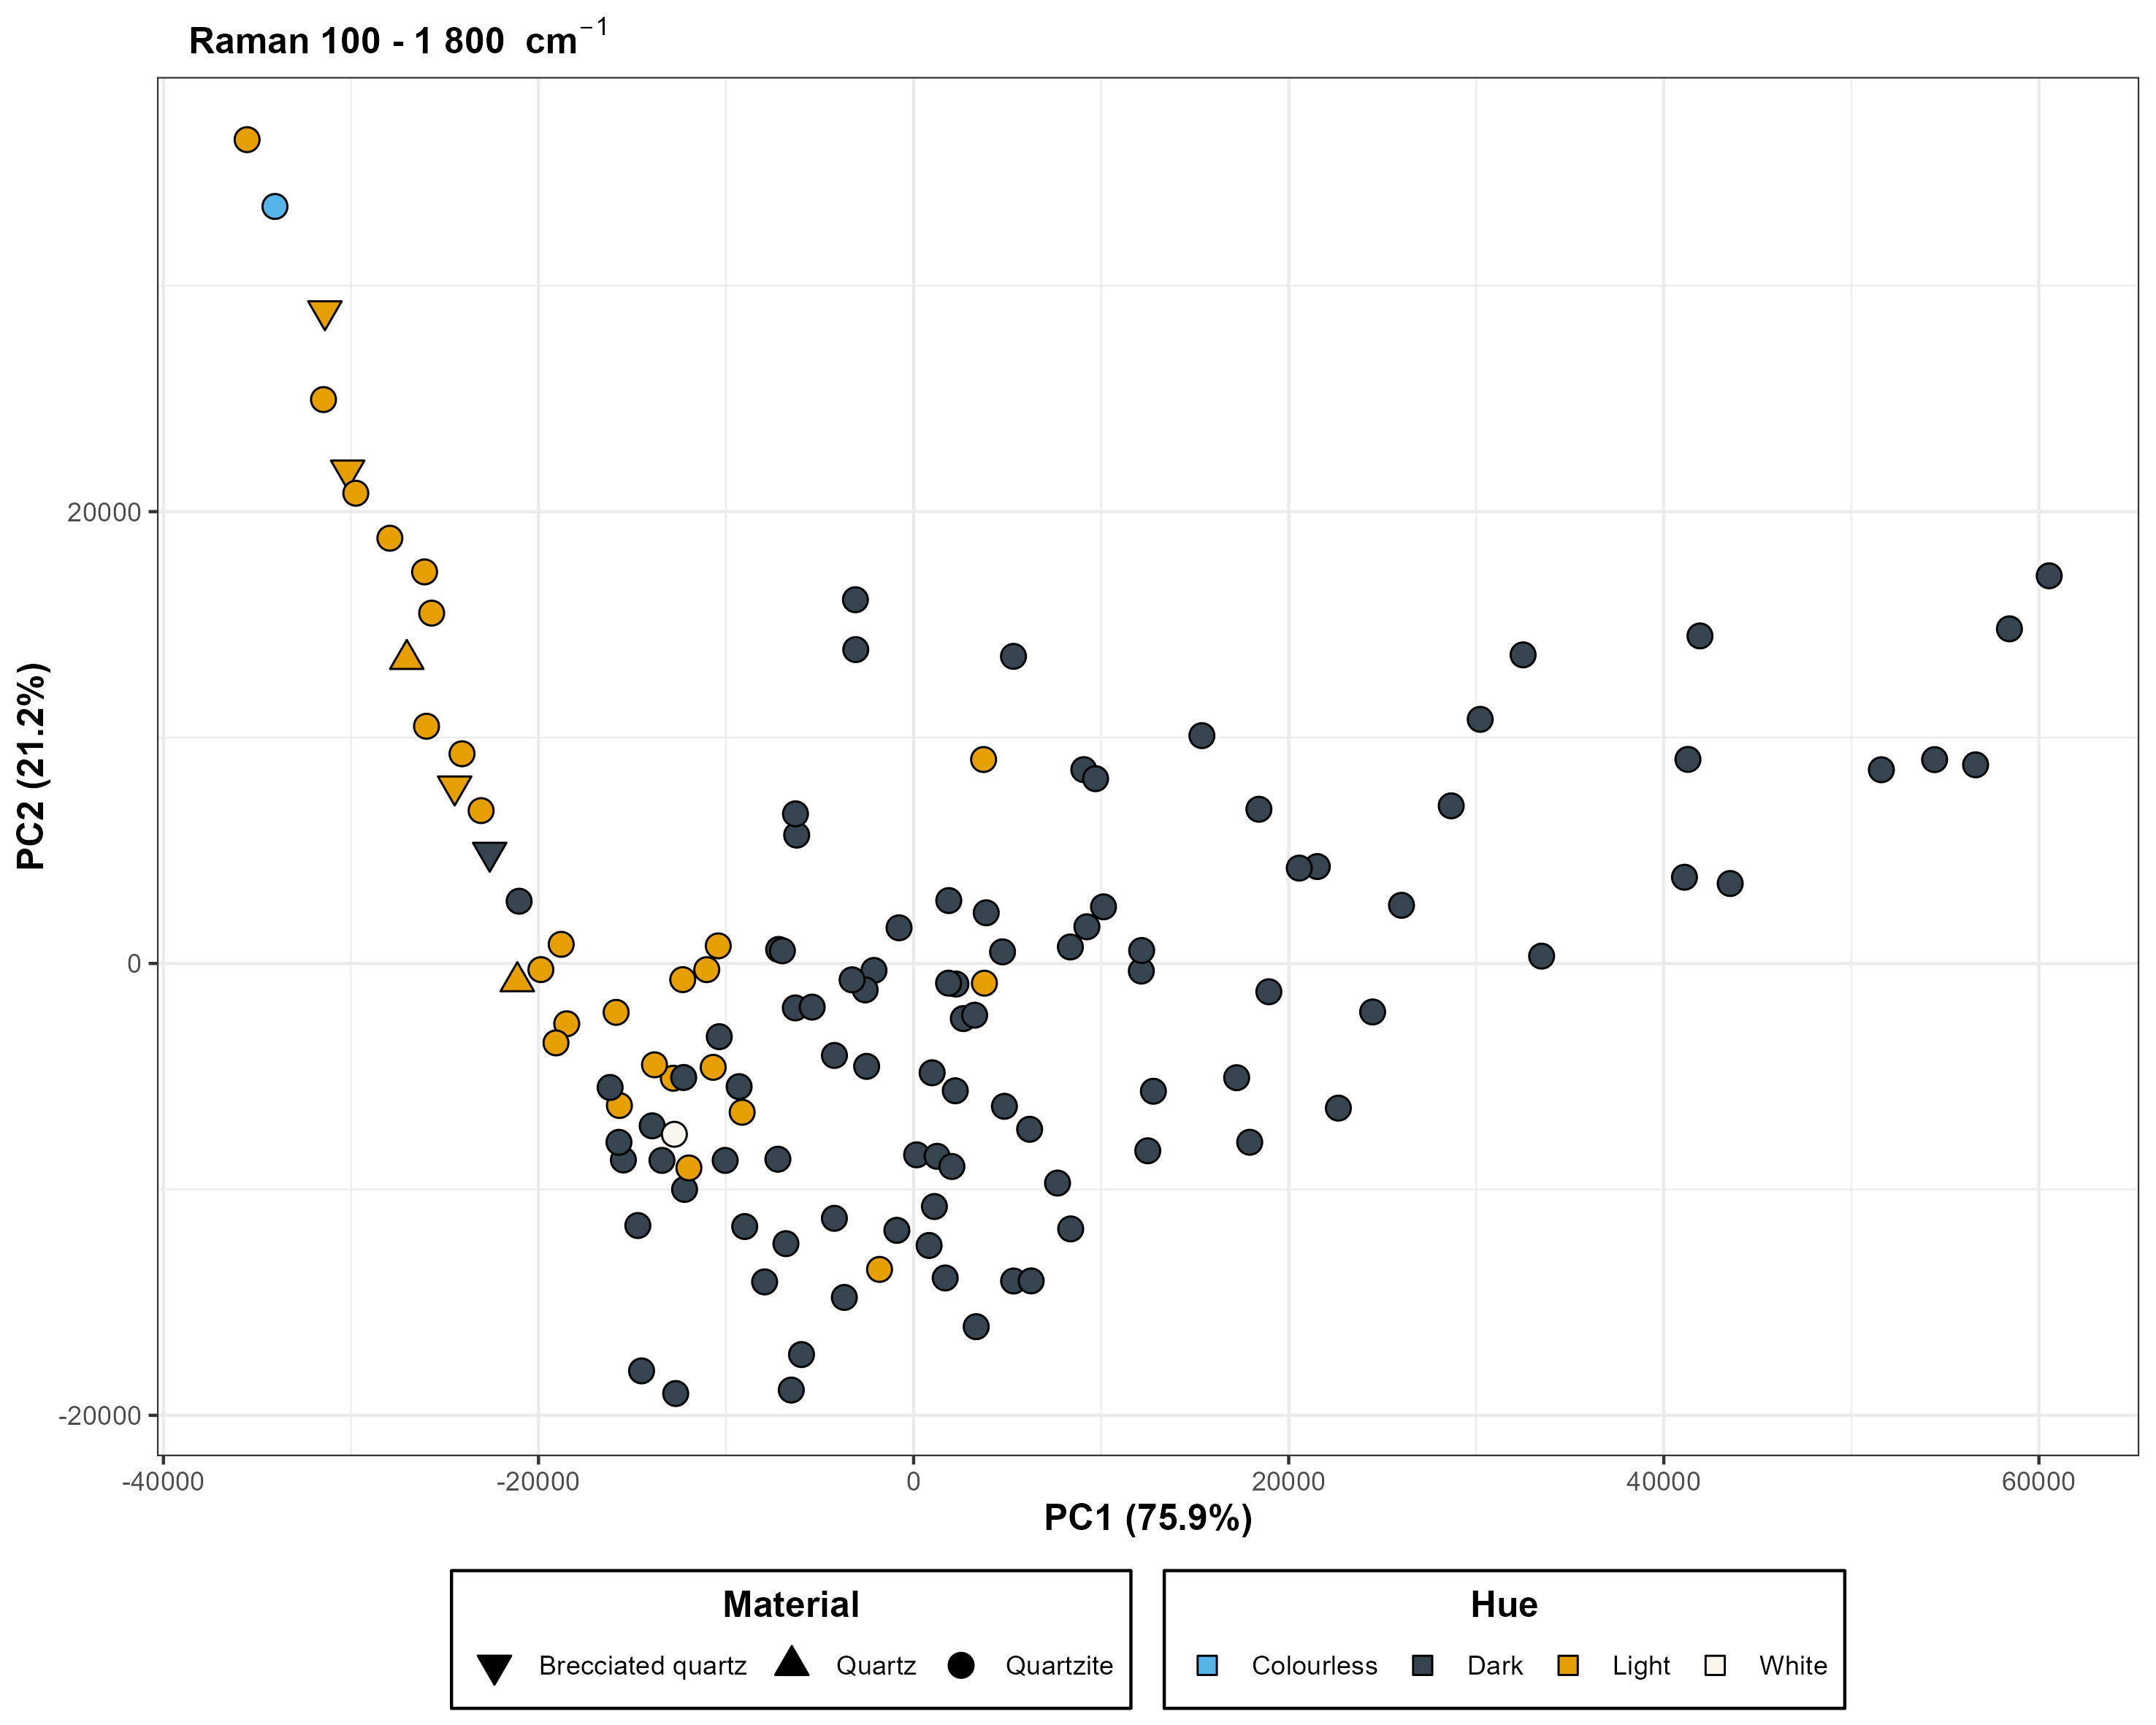 Raman 100 - 1 800 cm⁻¹
PC2 (21.2%)
20000
0
-20000
-40000 -20000 0 20000 40000 60000
PC1 (75.9%)
Material
Brecciated quartz Quartz Quartzite
Hue
Colourless Dark Light White